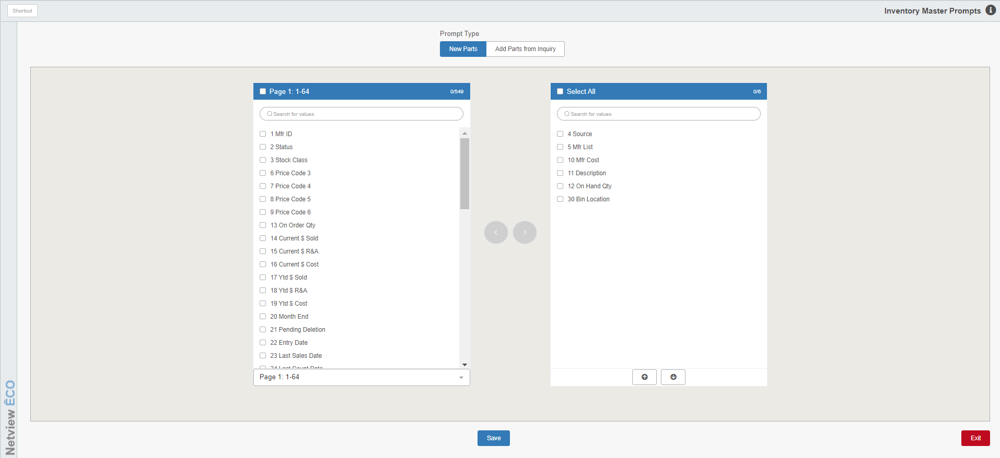 Shortcut
Inventory Master Prompts
Prompt Type
New Parts
Add Parts from Inquiry
Page 1: 1-64
0/549
Search for values
1 Mfr ID
2 Status
3 Stock Class
6 Price Code 3
7 Price Code 4
8 Price Code 5
9 Price Code 6
13 On Order Qty
14 Current $ Sold
15 Current $ R&A
16 Current $ Cost
17 Ytd $ Sold
18 Ytd $ R&A
19 Ytd $ Cost
20 Month End
21 Pending Deletion
22 Entry Date
23 Last Sales Date
24 Last Count Date
Page 1: 1-64
Select All
0/6
Search for values
4 Source
5 Mfr List
10 Mfr Cost
11 Description
12 On Hand Qty
30 Bin Location
Save
Exit
Netview ĒCO